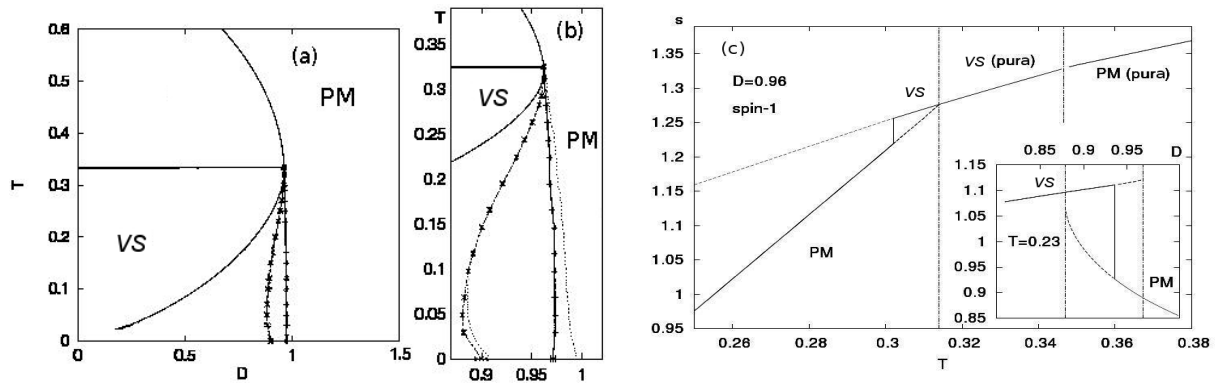 (a)
PM
VS
T
0.6
0.5
0.4
0.3
0.2
0.1
0
0
0.5
1
1.5
D
(b)
T
VS
PM
0.35
0.3
0.25
0.2
0.15
0.1
0.05
0
0.9
0.95
1
(c)
s
1.35
1.3
1.25
1.2
1.15
1.1
1.05
1
0.95
D=0.96
spin-1
VS
VS (pura)
PM (pura)
PM
0.26
0.28
0.3
0.32
0.34
0.36
0.38
T
0.85
0.9
0.95
D
1.15
1.1
1.05
1
0.95
0.9
0.85
VS
T=0.23
PM